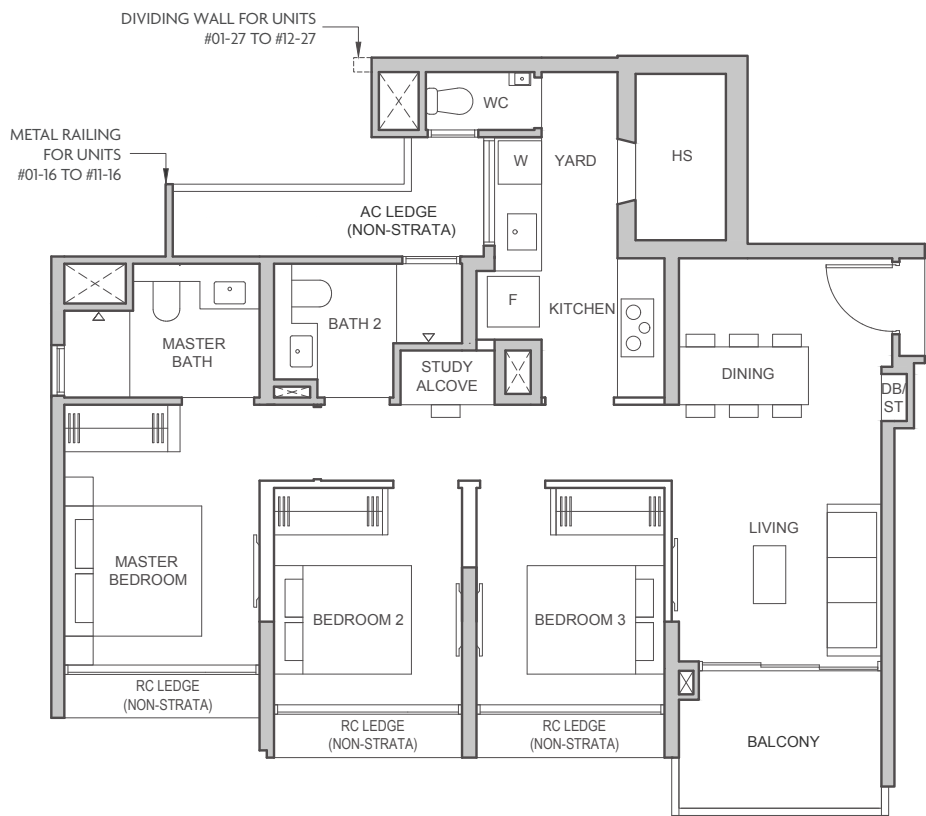 DIVIDING WALL FOR UNITS
#01-27 TO #12-27
METAL RAILING
FOR UNITS
#01-16 TO #11-16
WC
W
YARD
HS
AC LEDGE
(NON-STRATA)
F
KITCHEN
MASTER
BATH
BATH 2
STUDY
ALCOVE
DINING
DB/
ST
MASTER
BEDROOM
BEDROOM 2
BEDROOM 3
LIVING
RC LEDGE
(NON-STRATA)
RC LEDGE
(NON-STRATA)
RC LEDGE
(NON-STRATA)
BALCONY